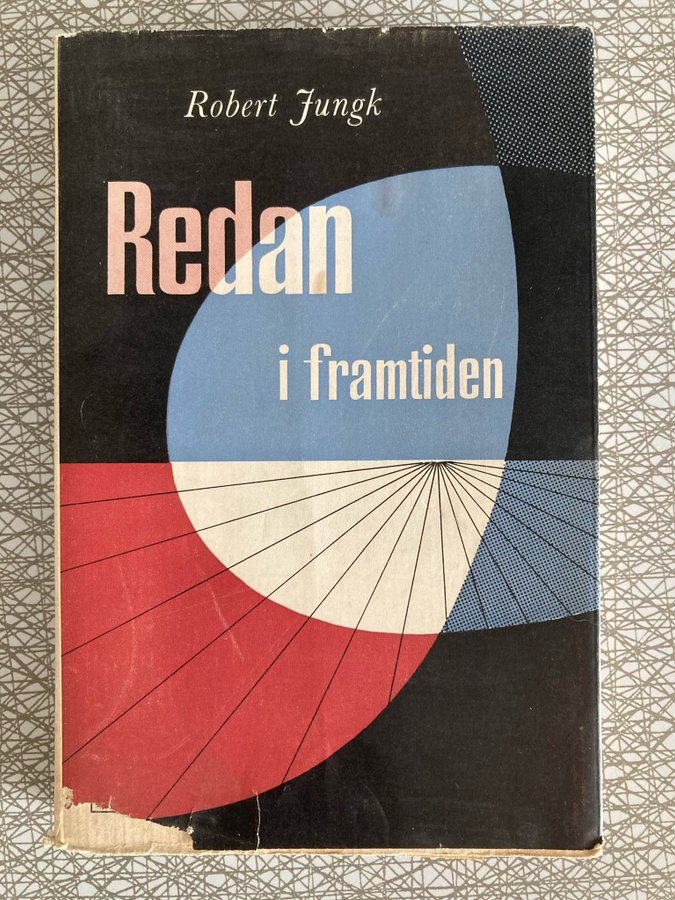 Robert Jungk
Redan
i framtiden